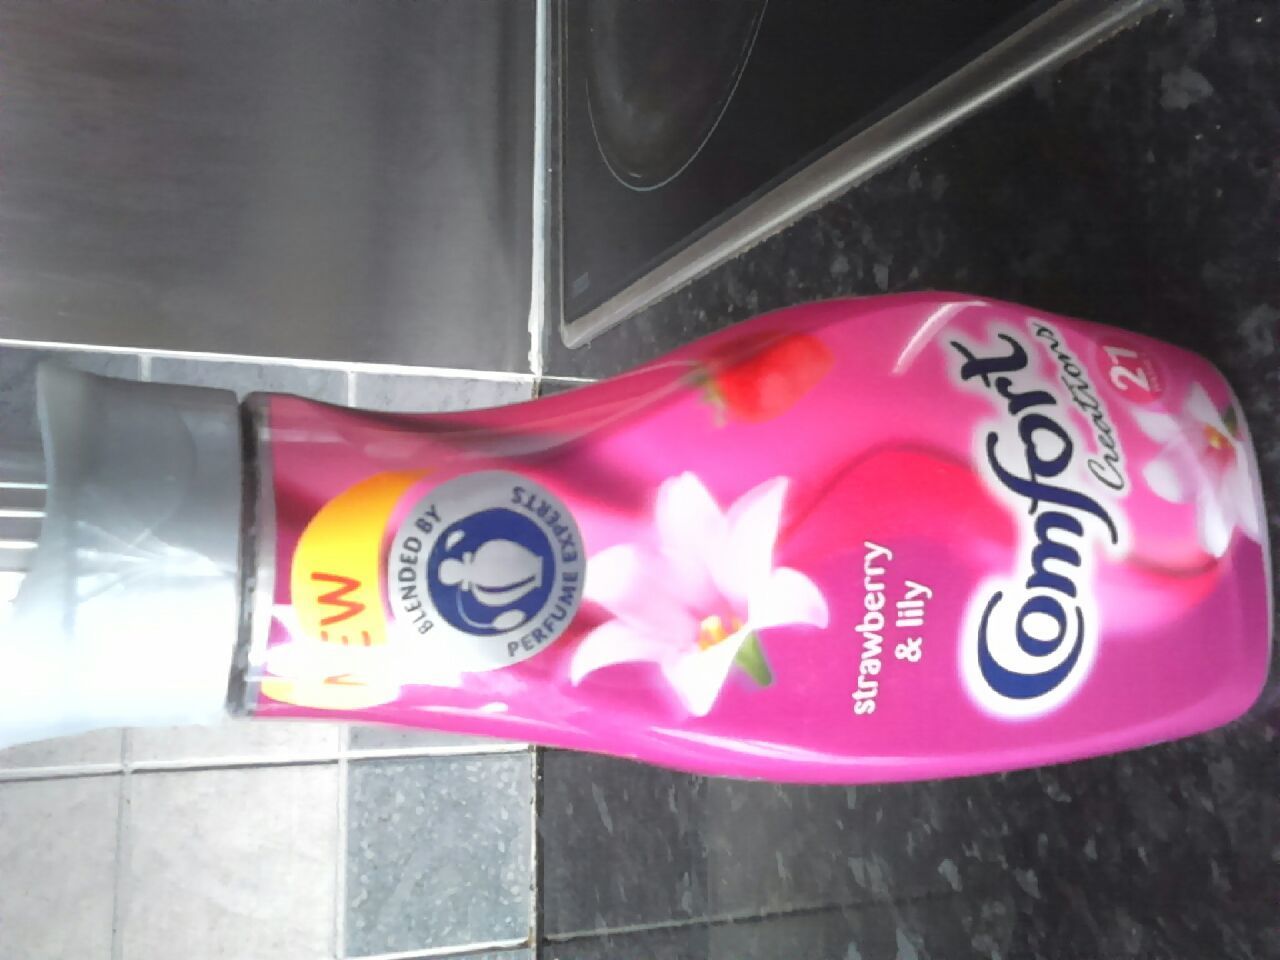 NEW
BLENDED BY
PERFUME EXPERTS
strawberry
& lily
Comfort
Creations
21